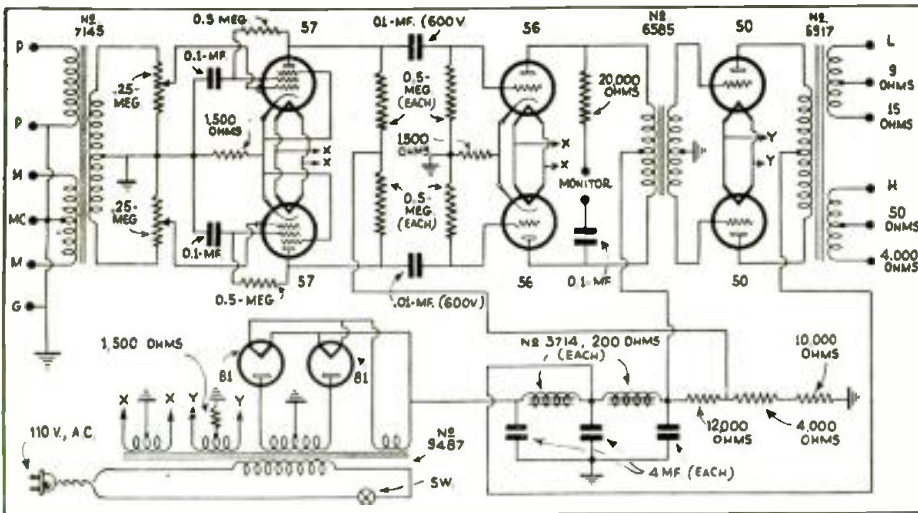 Nº 7145
0.3 MEG
57
.01-MF. (600V
56
Nº 6585
50
Nº 6917
P
P
M
MC
M
G
.25-MEG
.25-MEG
0.1-MF
0.1-MF
1,500 OHMS
0.5-MEG
57
X
X
0.5-MEG (EACH)
0.5-MEG (EACH)
.01-MF. (600V)
1500 OHMS
X
X
56
20,000 OHMS
MONITOR
0.1-MF
Y
Y
50
L
9 OHMS
15 OHMS
H
50 OHMS
4,000 OHMS
1,500 OHMS
81
81
X
X
Y
Y
110 V., A.C.
Nº 9487
SW.
Nº 3714, 200 OHMS (EACH)
4 MF (EACH)
12,000 OHMS
4,000 OHMS
10,000 OHMS